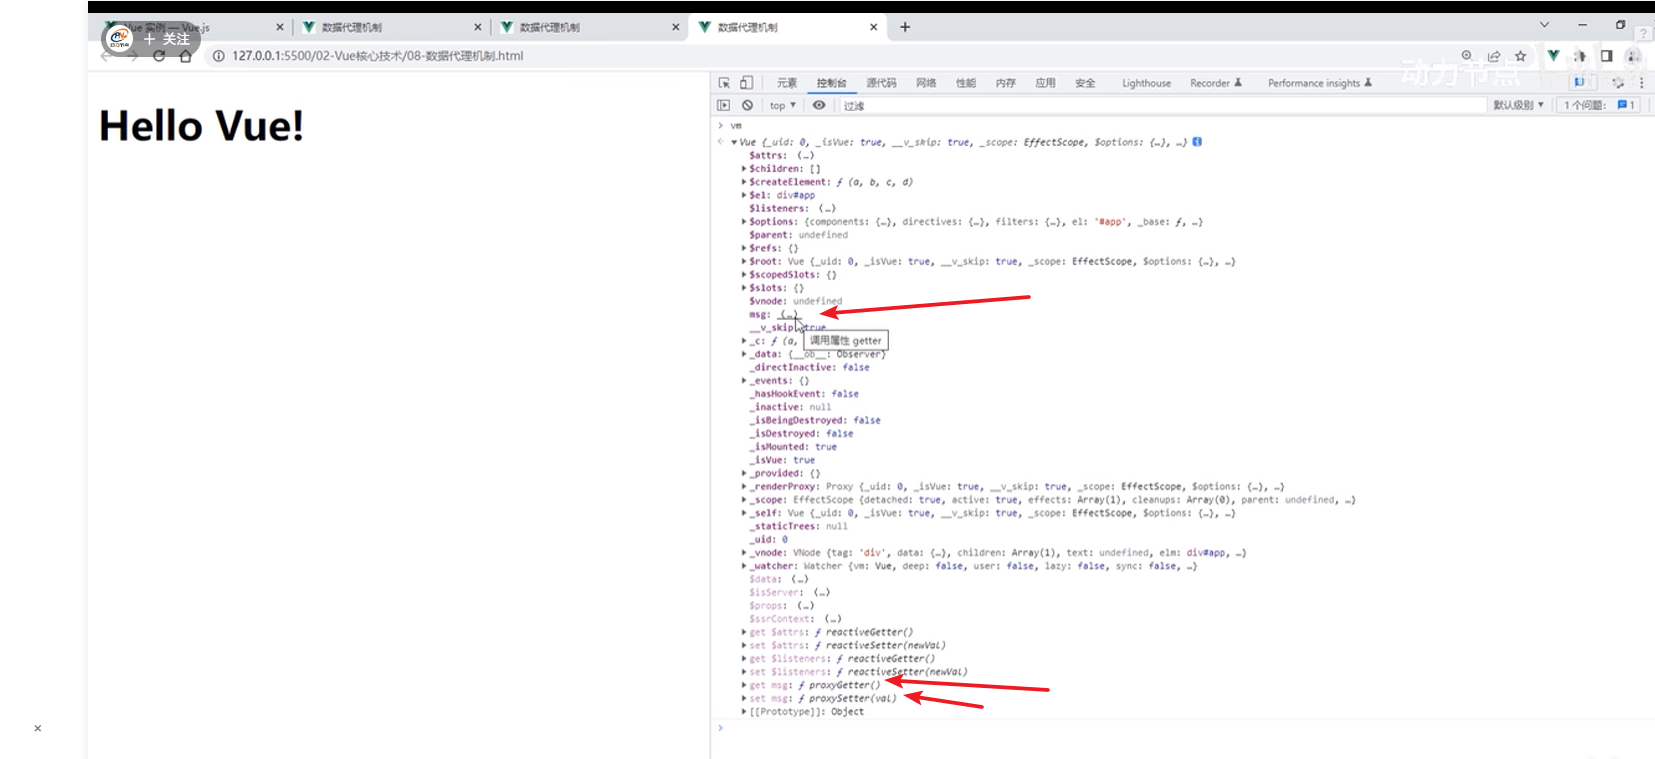 Vue 实例 — Vue.js
数据代理机制
数据代理机制
数据代理机制
+ 关注
127.0.0.1:5500/02-Vue核心技术/08-数据代理机制.html
动力节点
Hello Vue!
元素 控制台 源代码 网络 性能 内存 应用 安全 Lighthouse Recorder Performance insights
top ▼ 过滤 默认级别 ▼ 1 个问题: 1
> vm
Vue {_uid: 0, _isVue: true, __v_skip: true, _scope: EffectScope, $options: {…}, …}
$attrs: (…)
$children: []
$createElement: ƒ (a, b, c, d)
$el: div#app
$listeners: (…)
$options: {components: {…}, directives: {…}, filters: {…}, el: '#app', _base: ƒ, …}
$parent: undefined
$refs: {}
$root: Vue {_uid: 0, _isVue: true, __v_skip: true, _scope: EffectScope, $options: {…}, …}
$scopedSlots: {}
$slots: {}
$vnode: undefined
msg: (…)
__v_skip: true
调用属性 getter
_c: ƒ (a,
_data: {__ob__: Observer}
_directInactive: false
_events: {}
_hasHookEvent: false
_inactive: null
_isBeingDestroyed: false
_isDestroyed: false
_isMounted: true
_isVue: true
_provided: {}
_renderProxy: Proxy {_uid: 0, _isVue: true, __v_skip: true, _scope: EffectScope, $options: {…}, …}
_scope: EffectScope {detached: true, active: true, effects: Array(1), cleanups: Array(0), parent: undefined, …}
_self: Vue {_uid: 0, _isVue: true, __v_skip: true, _scope: EffectScope, $options: {…}, …}
_staticTrees: null
_uid: 0
_vnode: VNode {tag: 'div', data: {…}, children: Array(1), text: undefined, elm: div#app, …}
_watcher: Watcher {vm: Vue, deep: false, user: false, lazy: false, sync: false, …}
$data: (…)
$isServer: (…)
$props: (…)
$ssrContext: (…)
get $attrs: ƒ reactiveGetter()
set $attrs: ƒ reactiveSetter(newVal)
get $listeners: ƒ reactiveGetter()
set $listeners: ƒ reactiveSetter(newVal)
get msg: ƒ proxyGetter()
set msg: ƒ proxySetter(val)
[[Prototype]]: Object